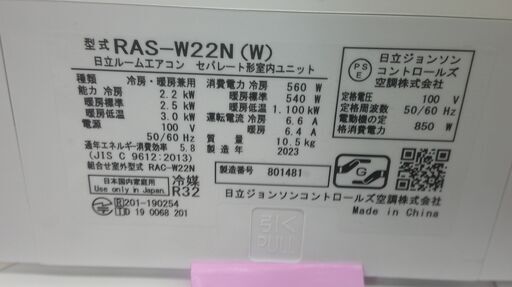 型式 RAS-W22N(W)
日立ルームエアコン セパレート形室内ユニット
種類 冷房・暖房兼用
能力 冷房 2.2 kW
暖房標準 2.5 kW
暖房低温 3.0 kW
電源 100 V
50/60 Hz
通年エネルギー消費効率 5.8
(JIS C 9612:2013)
組合せ室外型式 RAC-W22N
消費電力 冷房 560 W
暖房標準 540 W
暖房低温 1.100 kW
運転電流 冷房 6.6 A
暖房 6.4 A
質量 10.5 kg
2023
製造番号 801481
日本国内家庭用
Use only in Japan
冷媒
R32
R 201-190254
D 19 0068 201
PS
E
日立ジョンソン
コントロールズ
空調株式会社
定格電圧 100 V
定格周波数 50/60 Hz
電動機の定
格消費電力 850 W
G
日立ジョンソンコントロールズ空調株式会社
Made in China
引く
PULL